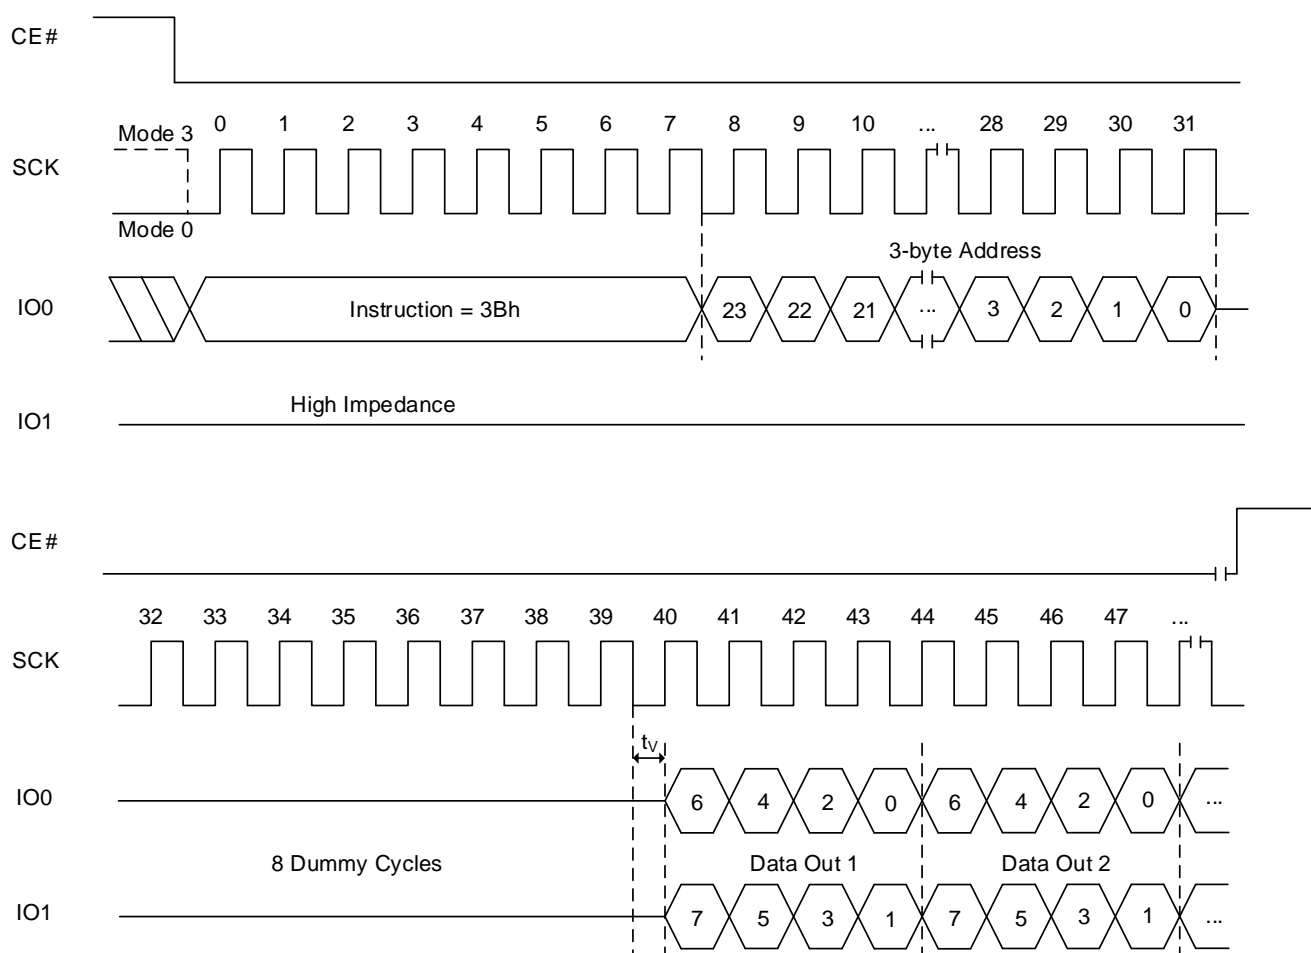 CE#
0 1 2 3 4 5 6 7 8 9 10 ... 28 29 30 31
Mode 3
SCK
Mode 0
3-byte Address
IO0 Instruction = 3Bh 23 22 21 ... 3 2 1 0
High Impedance
IO1
CE#
32 33 34 35 36 37 38 39 40 41 42 43 44 45 46 47 ...
SCK
tV
IO0 6 4 2 0 6 4 2 0 ...
8 Dummy Cycles Data Out 1 Data Out 2
IO1 7 5 3 1 7 5 3 1 ...